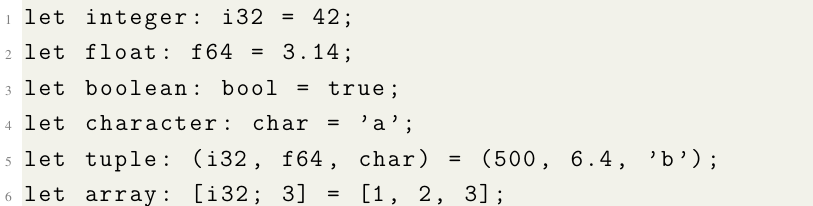 1 let integer: i32 = 42;
2 let float: f64 = 3.14;
3 let boolean: bool = true;
4 let character: char = ’a’;
5 let tuple: (i32, f64, char) = (500, 6.4, ’b’);
6 let array: [i32; 3] = [1, 2, 3];